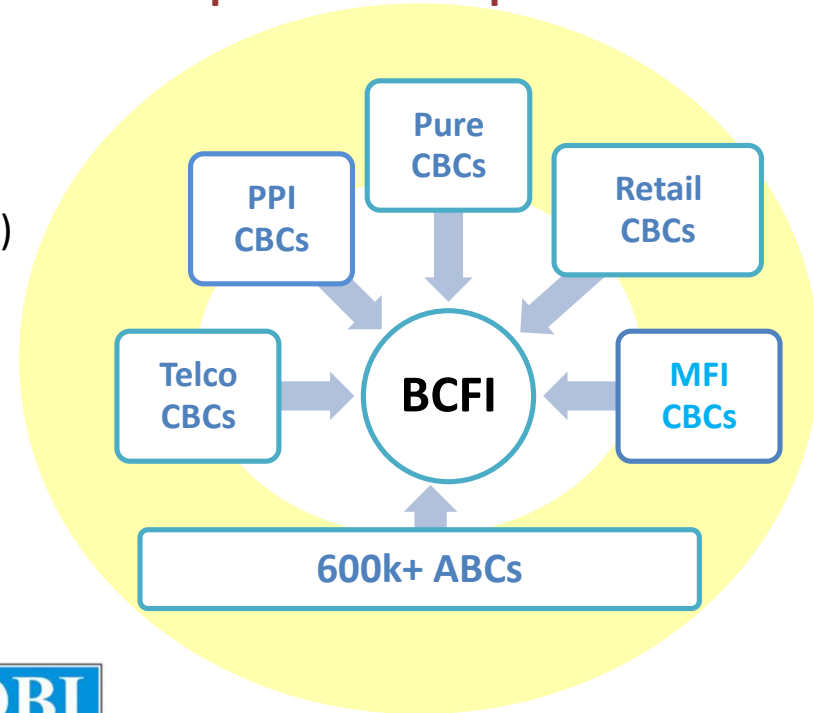 Pure
CBCs
PPI
CBCs
Retail
CBCs
)
Telco
CBCs
BCFI
MFI
CBCs
600k+ ABCs